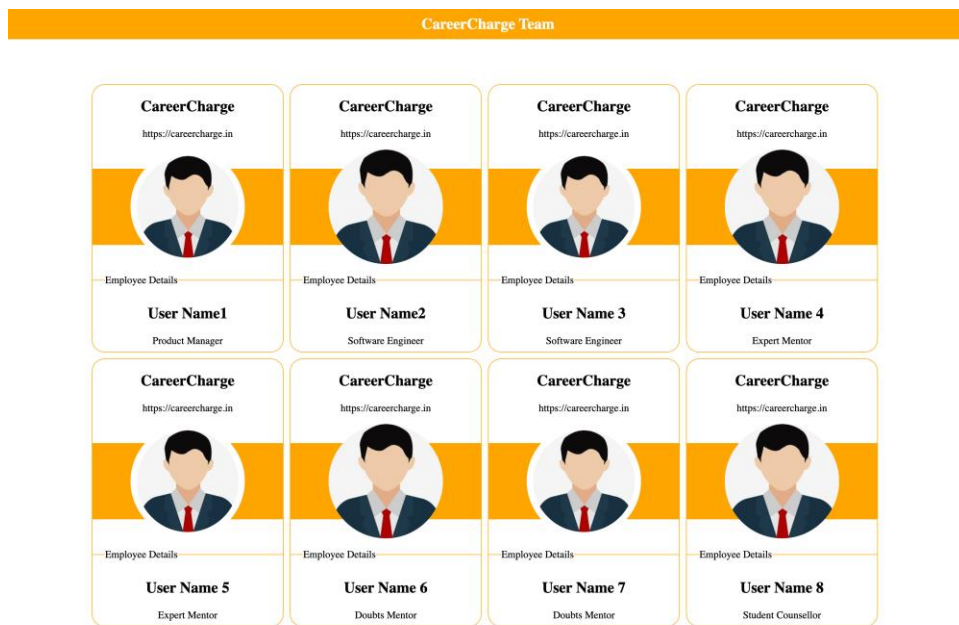 CareerCharge Team
CareerCharge
https://careercharge.in
Employee Details
User Name1
Product Manager
CareerCharge
https://careercharge.in
Employee Details
User Name2
Software Engineer
CareerCharge
https://careercharge.in
Employee Details
User Name 3
Software Engineer
CareerCharge
https://careercharge.in
Employee Details
User Name 4
Expert Mentor
CareerCharge
https://careercharge.in
Employee Details
User Name 5
Expert Mentor
CareerCharge
https://careercharge.in
Employee Details
User Name 6
Doubts Mentor
CareerCharge
https://careercharge.in
Employee Details
User Name 7
Doubts Mentor
CareerCharge
https://careercharge.in
Employee Details
User Name 8
Student Counsellor